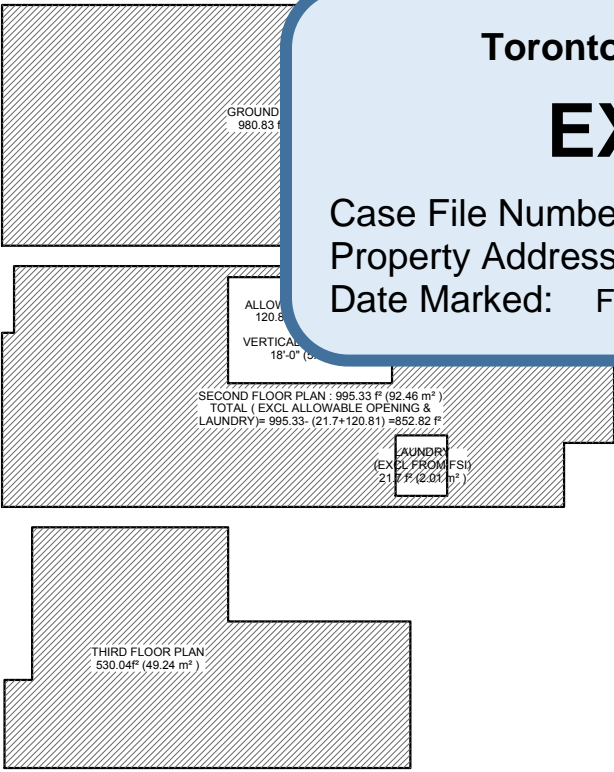 Toronto
EX
Case File Numbe
Property Address
Date Marked: F
GROUND
980.83 f
ALLOW
120.8
VERTICAL
18'-0" (5.
SECOND FLOOR PLAN : 995.33 f² (92.46 m² )
TOTAL ( EXCL ALLOWABLE OPENING &
LAUNDRY)= 995.33- (21.7+120.81) =852.82 f²
LAUNDRY
(EXCL FROM FSI)
21.7 f² (2.01 m² )
THIRD FLOOR PLAN
530.04f² (49.24 m² )